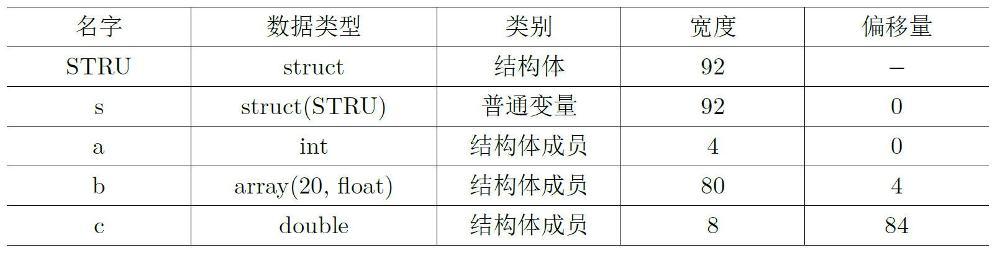 名字 数据类型 类别 宽度 偏移量
STRU struct 结构体 92 −
s struct(STRU) 普通变量 92 0
a int 结构体成员 4 0
b array(20, float) 结构体成员 80 4
c double 结构体成员 8 84